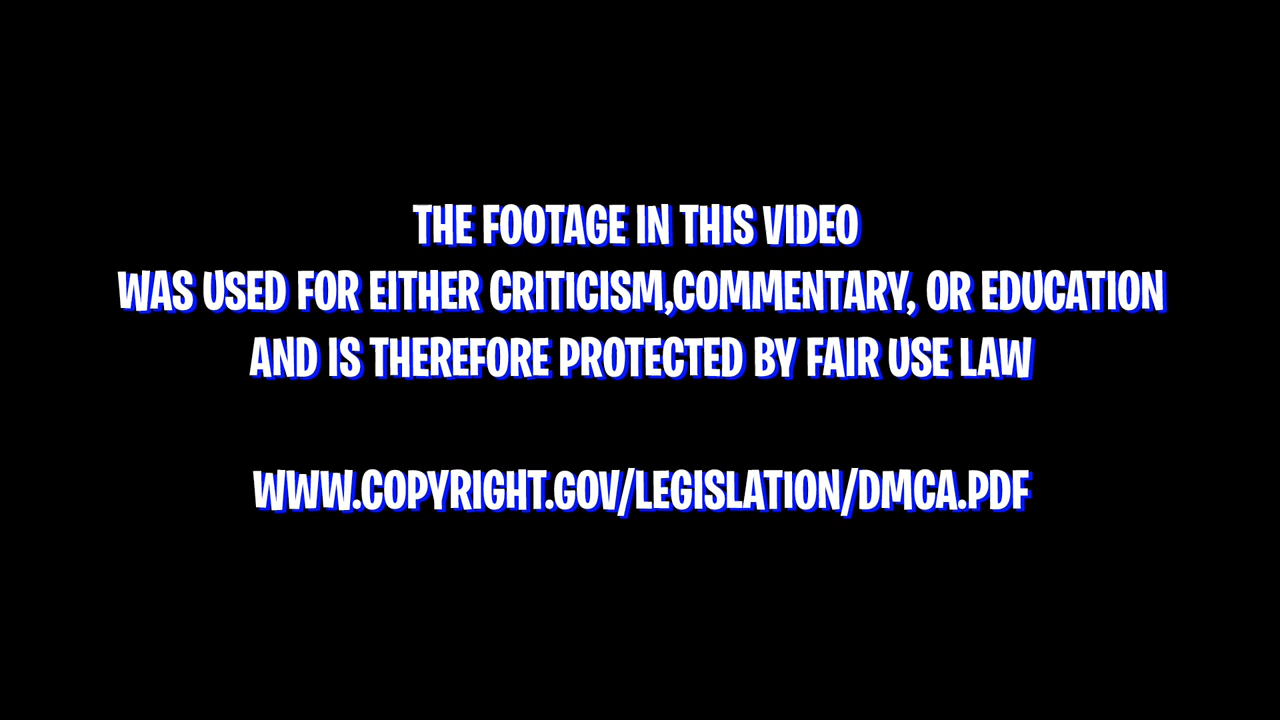 THE FOOTAGE IN THIS VIDEO
WAS USED FOR EITHER CRITICISM,COMMENTARY, OR EDUCATION
AND IS THEREFORE PROTECTED BY FAIR USE LAW
WWW.COPYRIGHT.GOV/LEGISLATION/DMCA.PDF